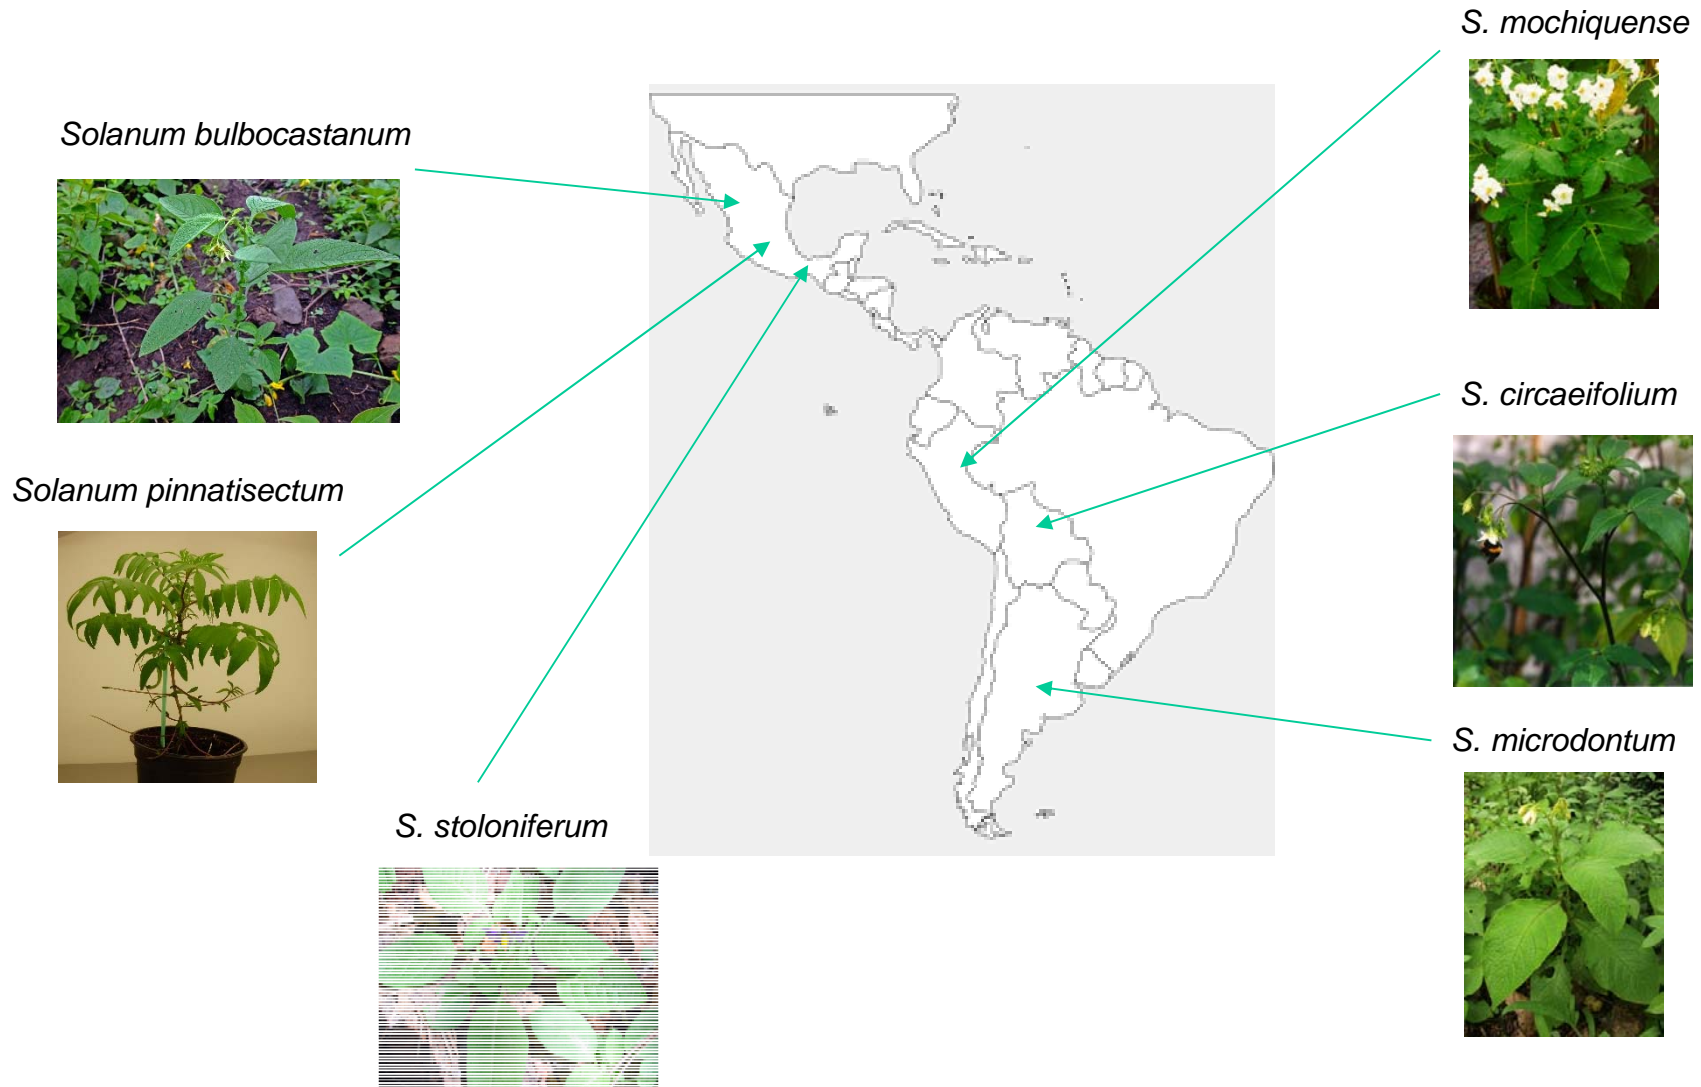 S. mochiquense
Solanum bulbocastanum
S. circaeifolium
Solanum pinnatisectum
S. microdontum
S. stoloniferum